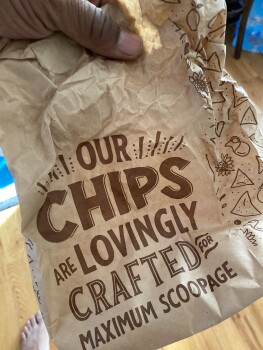 OUR
CHIPS
ARE LOVINGLY
CRAFTED FOR
MAXIMUM SCOOPAGE